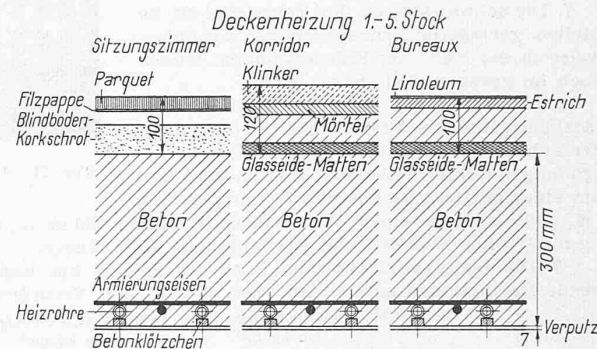 Deckenheizung 1.-5. Stock
Sitzungszimmer
Korridor
Bureaux
Parquet
Klinker
Linoleum
Filzpappe
Blindboden
Korkschrot
100
120
Mörtel
100
Estrich
Glasseide-Matten
Glasseide-Matten
Beton
Beton
Beton
300 mm
Armierungseisen
Heizrohre
Betonklötzchen
7
Verputz